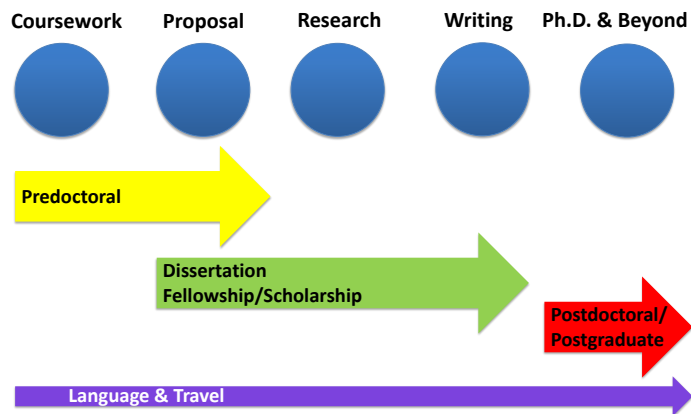 Coursework Proposal Research Writing Ph.D. & Beyond
Predoctoral
Dissertation
Fellowship/Scholarship
Postdoctoral/
Postgraduate
Language & Travel